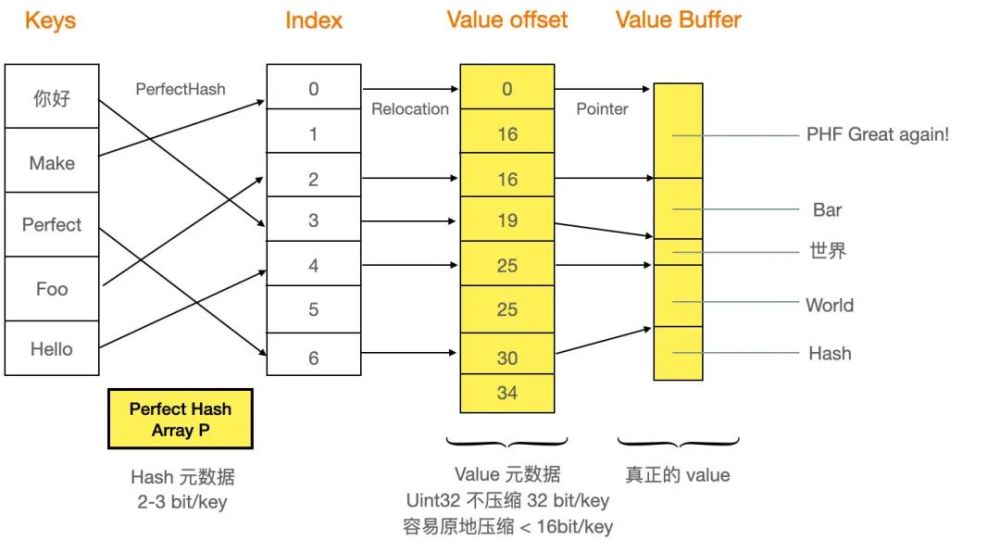 Keys
Index
Value offset
Value Buffer
你好
Make
Perfect
Foo
Hello
PerfectHash
0
1
2
3
4
5
6
Relocation
0
16
16
19
25
25
30
34
Pointer
PHF Great again!
Bar
世界
World
Hash
Perfect Hash
Array P
Hash 元数据
2-3 bit/key
Value 元数据
Uint32 不压缩 32 bit/key
容易原地压缩 < 16bit/key
真正的 value